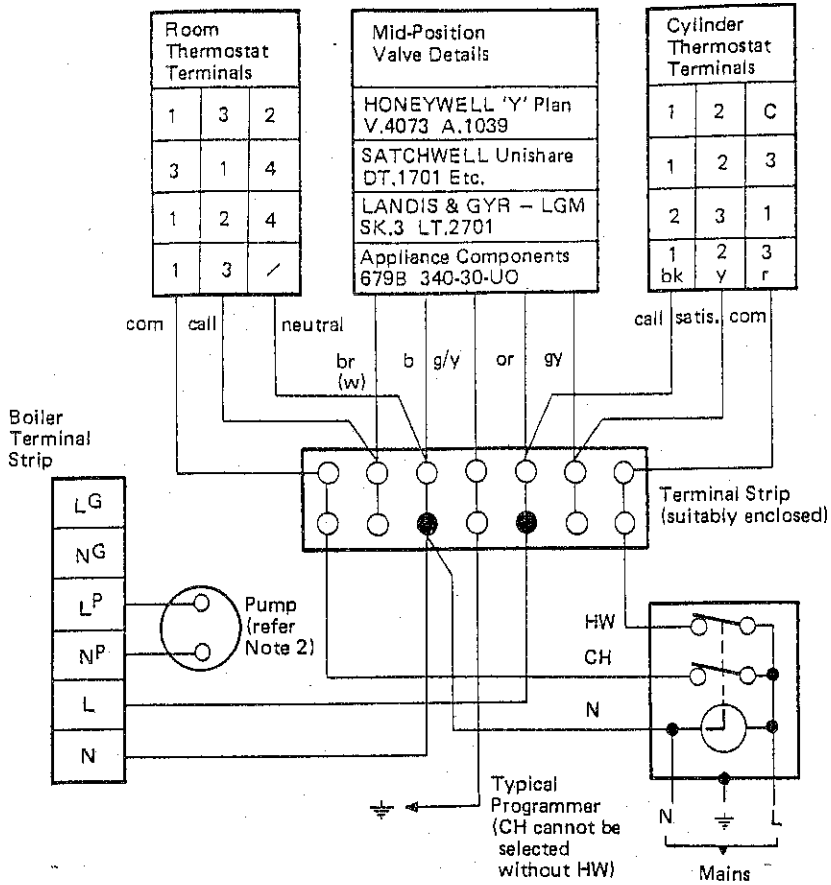 Room
Thermostat
Terminals
1 3 2
3 1 4
1 2 4
1 3 /
Mid-Position
Valve Details
HONEYWELL 'Y' Plan
V.4073 A.1039
SATCHWELL Unishare
DT.1701 Etc.
LANDIS & GYR – LGM
SK.3 LT.2701
Appliance Components
679B 340-30-UO
Cylinder
Thermostat
Terminals
1 2 C
1 2 3
2 3 1
1 2 3
bk y r
com call neutral
br b g/y or gy
(w)
call satis. com
Boiler
Terminal
Strip
LG
NG
LP
NP
L
N
Pump
(refer
Note 2)
Terminal Strip
(suitably enclosed)
HW
CH
N
Typical
Programmer
(CH cannot be
selected
without HW)
N L
Mains